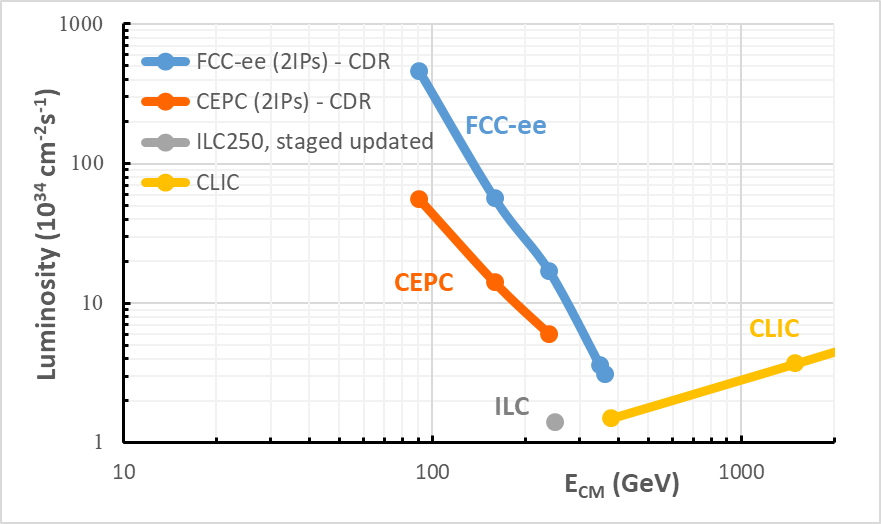 1000
100
10
1
Luminosity (10³⁴ cm⁻²s⁻¹)
FCC-ee (2IPs) - CDR
CEPC (2IPs) - CDR
ILC250, staged updated
CLIC
FCC-ee
CEPC
CLIC
ILC
10
100
1000
E_CM (GeV)